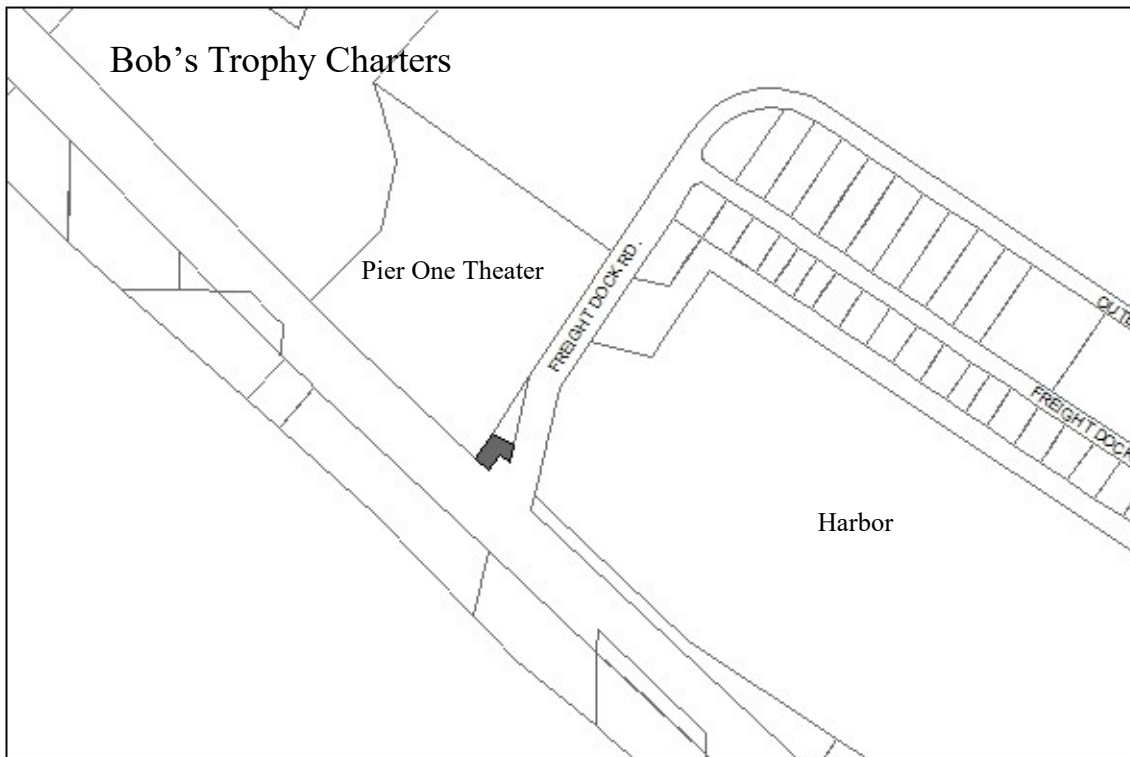 Bob’s Trophy Charters
Pier One Theater
FREIGHT DOCK RD.
FREIGHT DOCK
Harbor